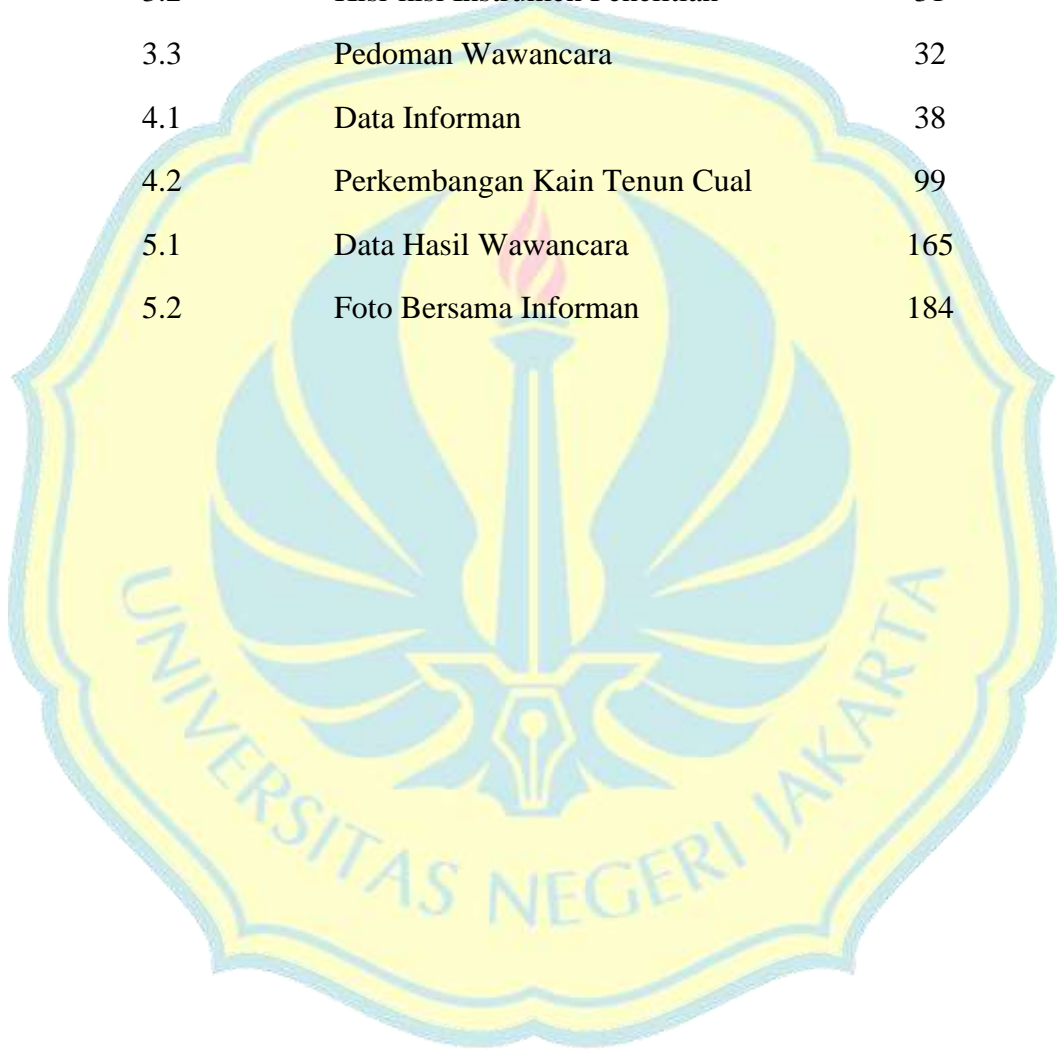 3.3 Pedoman Wawancara 32
4.1 Data Informan 38
4.2 Perkembangan Kain Tenun Cual 99
5.1 Data Hasil Wawancara 165
5.2 Foto Bersama Informan 184
UNIVERSITAS NEGERI JAKARTA